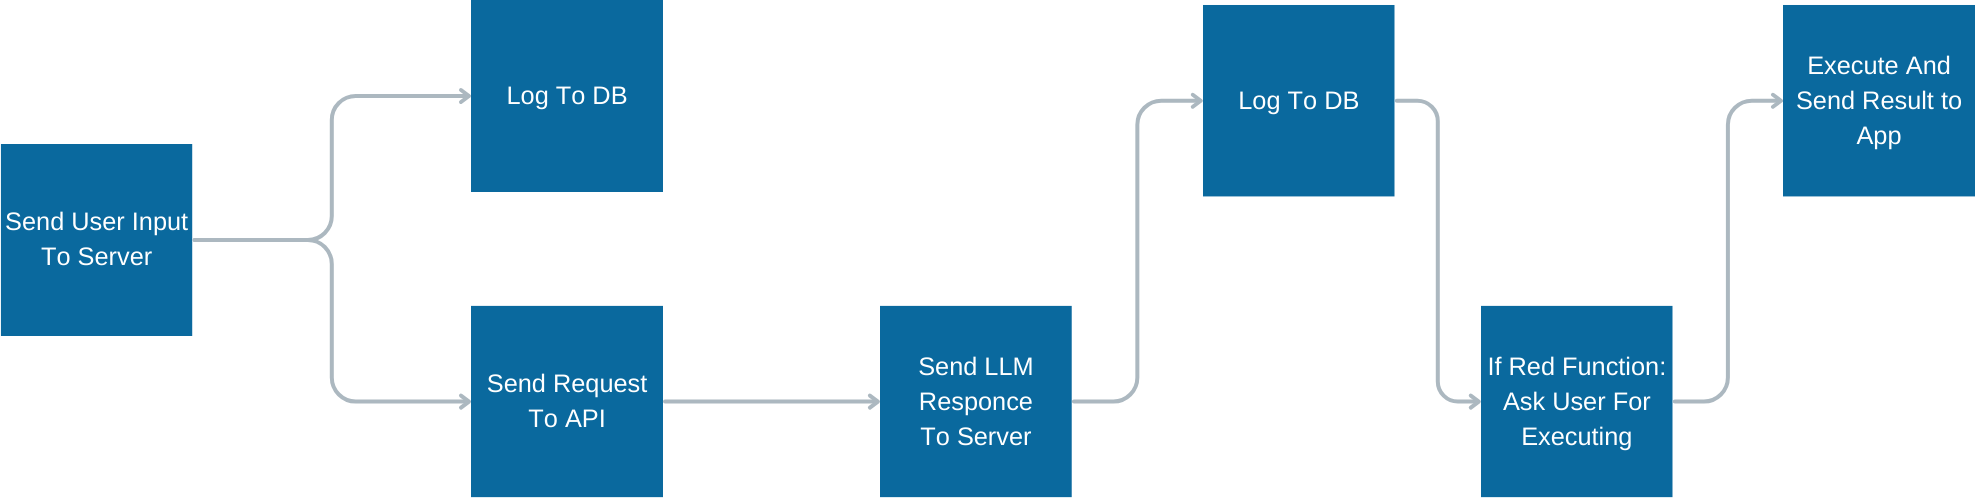 Send User Input
To Server
Log To DB
Send Request
To API
Send LLM
Responce
To Server
Log To DB
If Red Function:
Ask User For
Executing
Execute And
Send Result to
App